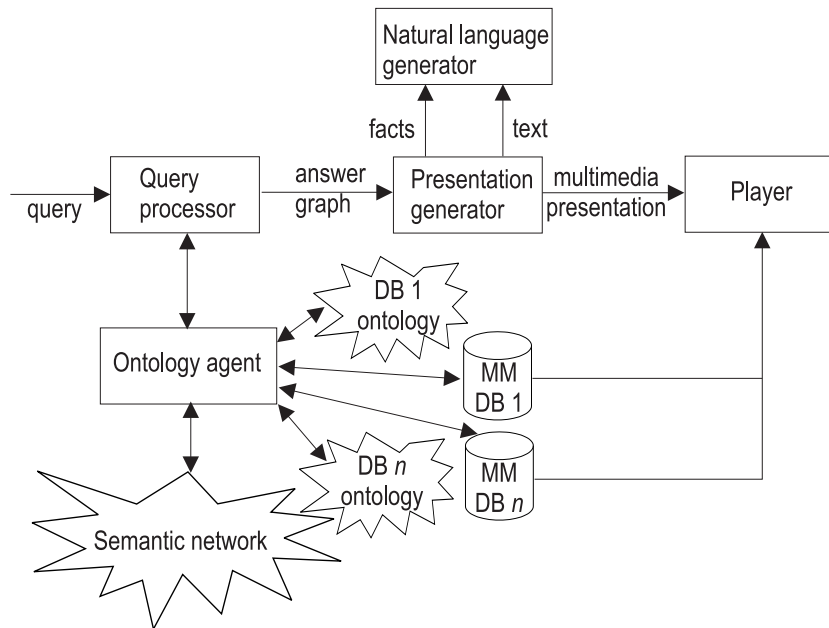 Natural language
generator
facts
text
query
Query
processor
answer
graph
Presentation
generator
multimedia
presentation
Player
DB 1
ontology
Ontology agent
MM
DB 1
DB n
ontology
MM
DB n
Semantic network